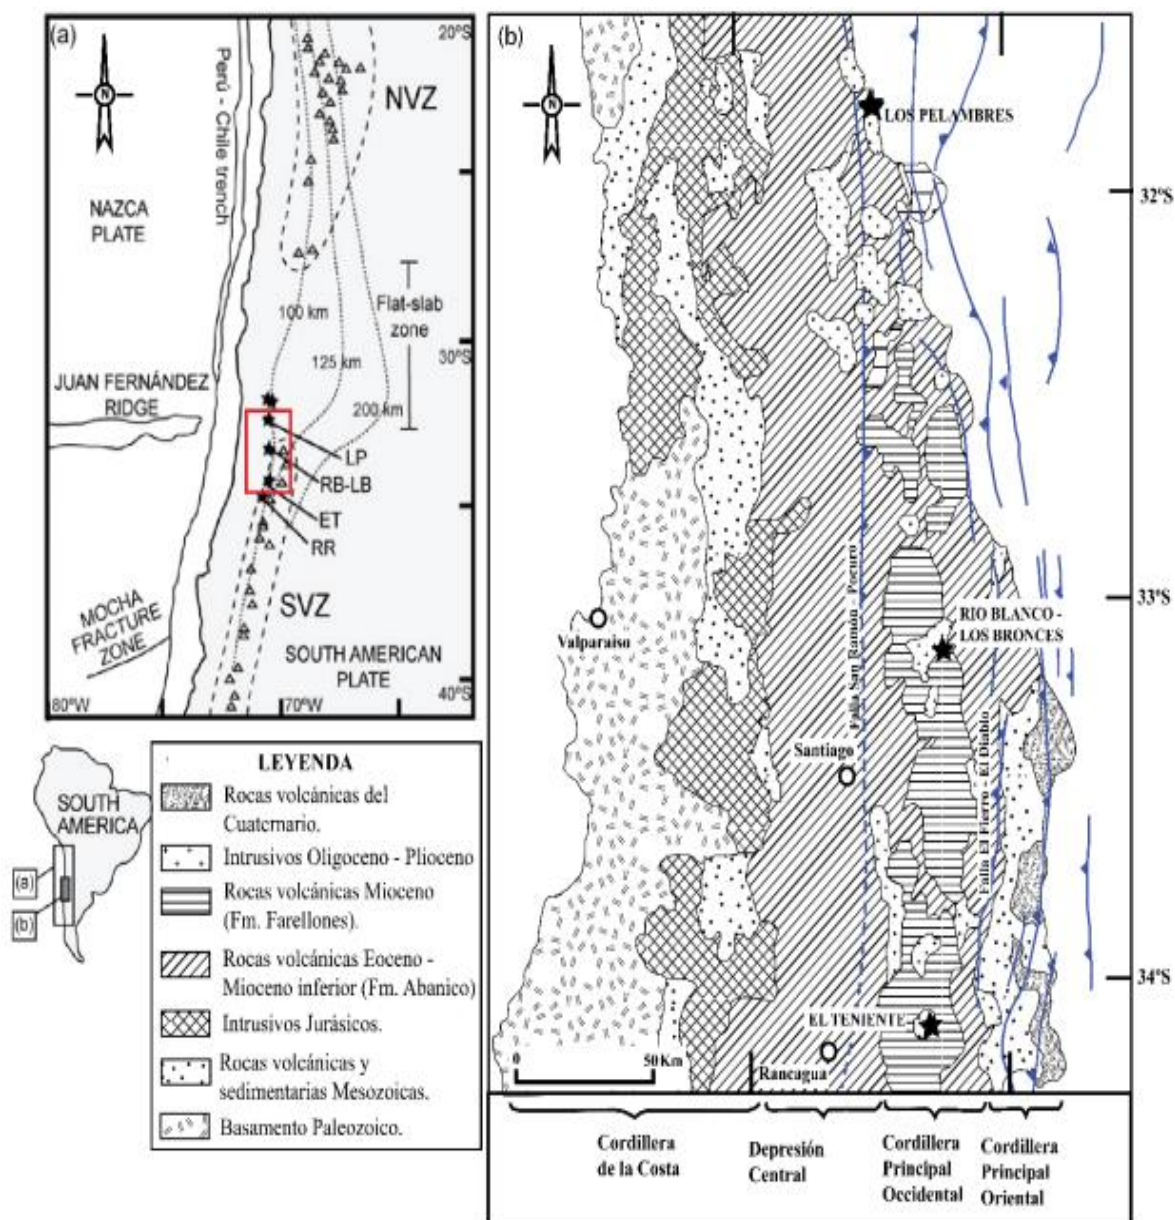 (a)
20°S
N
Perú - Chile trench
NVZ
NAZCA
PLATE
100 km
Flat-slab
zone
30°S
125 km
JUAN FERNÁNDEZ
RIDGE
200 km
LP
RB-LB
ET
RR
MOCHA
FRACTURE
ZONE
SVZ
SOUTH AMERICAN
PLATE
80°W
70°W
40°S
SOUTH
AMERICA
(a)
(b)
LEYENDA
Rocas volcánicas del
Cuaternario.
Intrusivos Oligoceno - Plioceno
Rocas volcánicas Mioceno
(Fm. Farellones).
Rocas volcánicas Eoceno -
Mioceno inferior (Fm. Abanico)
Intrusivos Jurásicos.
Rocas volcánicas y
sedimentarias Mesozoicas.
Basamento Paleozoico.
(b)
N
LOS PELAMBRES
32°S
Falla San Ramón - Pocuro
33°S
Valparaiso
RIO BLANCO -
LOS BRONCES
Santiago
Falla El Fierro - El Diablo
34°S
EL TENIENTE
0
50 Km
Rancagua
Cordillera
de la Costa
Depresión
Central
Cordillera
Principal
Occidental
Cordillera
Principal
Oriental